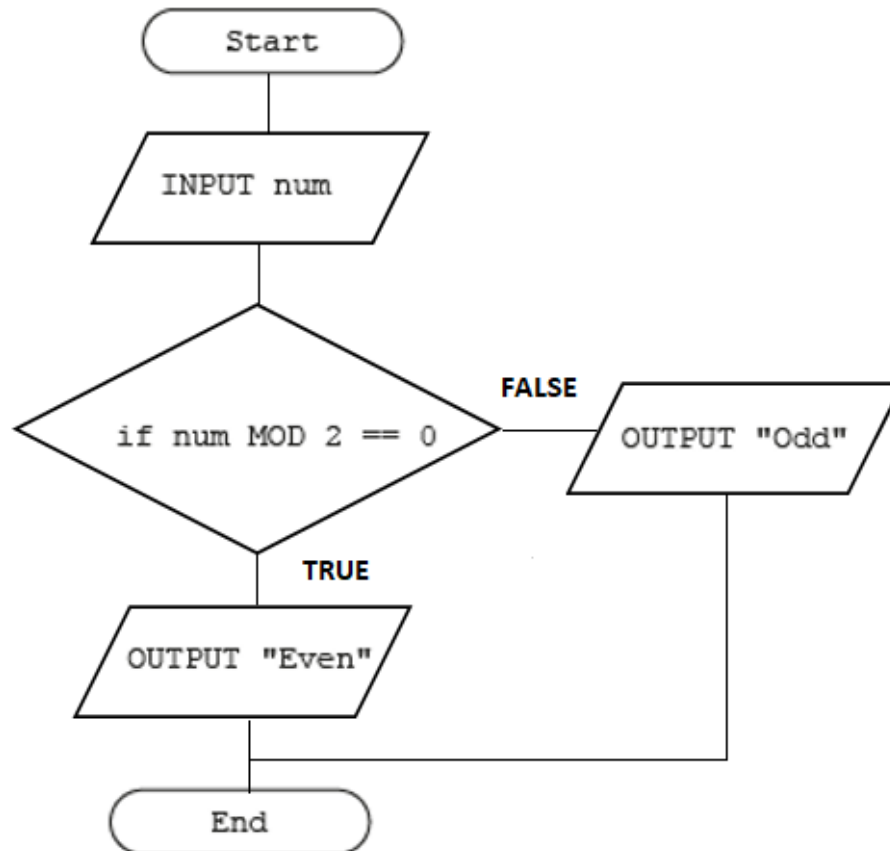 Start
INPUT num
if num MOD 2 == 0
FALSE
OUTPUT "Odd"
TRUE
OUTPUT "Even"
End